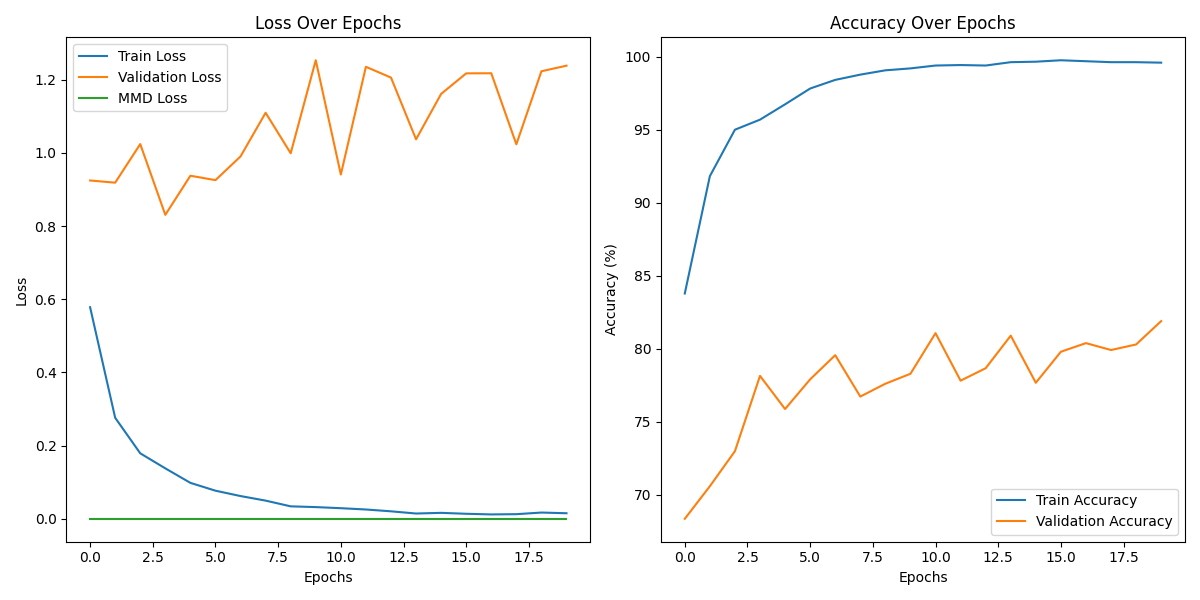 Loss Over Epochs
Train Loss
Validation Loss
MMD Loss
1.2
1.0
0.8
0.6
0.4
0.2
0.0
Loss
0.0 2.5 5.0 7.5 10.0 12.5 15.0 17.5
Epochs
Accuracy Over Epochs
100
95
90
85
80
75
70
Accuracy (%)
Train Accuracy
Validation Accuracy
0.0 2.5 5.0 7.5 10.0 12.5 15.0 17.5
Epochs